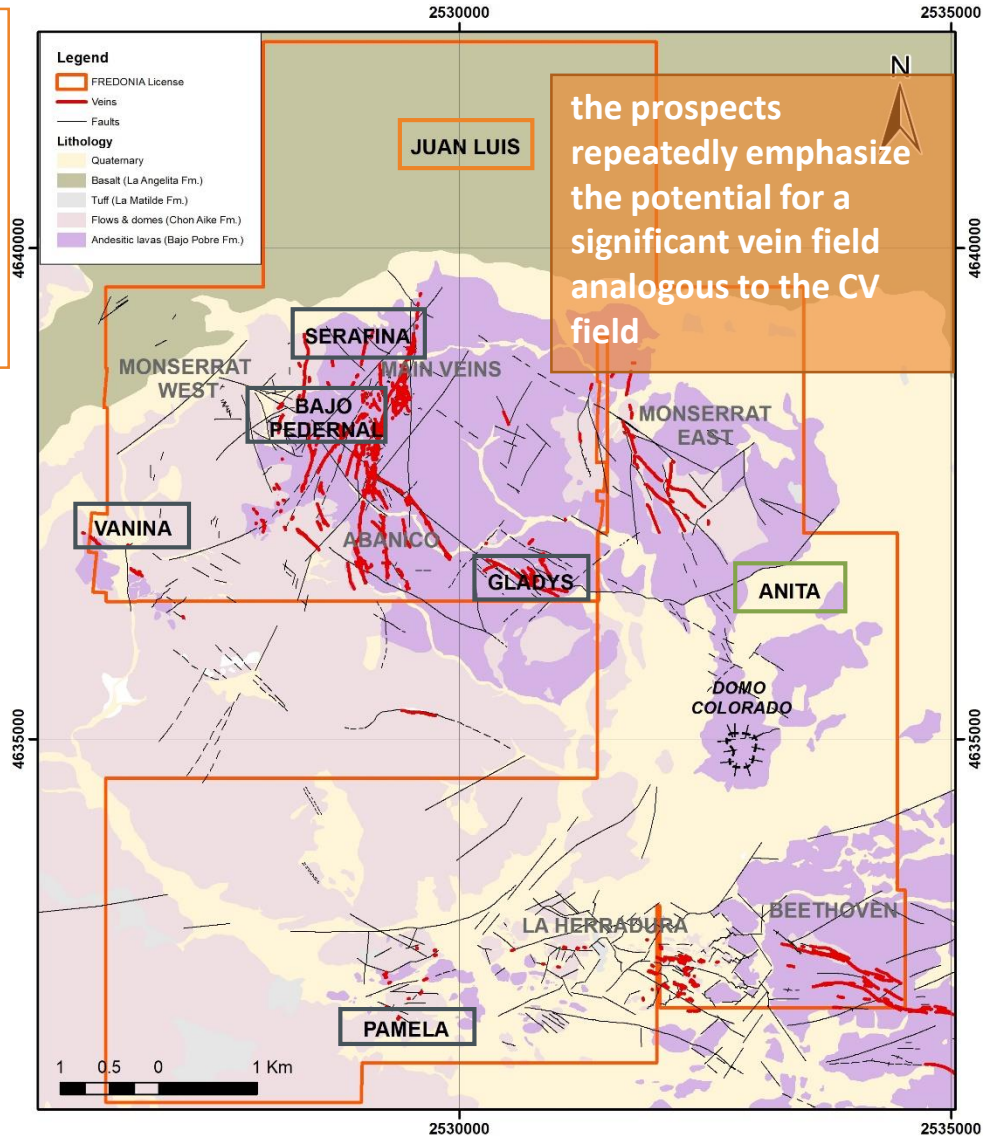 2530000
2535000
Legend
FREDONIA License
Veins
Faults
Lithology
Quaternary
Basalt (La Angelita Fm.)
Tuff (La Matilde Fm.)
Flows & domes (Chon Aike Fm.)
Andesitic lavas (Bajo Pobre Fm.)
N
JUAN LUIS
the prospects
repeatedly emphasize
the potential for a
significant vein field
analogous to the CV
field
4640000
4640000
SERAFINA
MONSERRAT
WEST
MAIN VEINS
BAJO
PEDERNAL
MONSERRAT
EAST
VANINA
ABANICO
GLADYS
ANITA
DOMO
COLORADO
4635000
4635000
LA HERRADURA
BEETHOVEN
PAMELA
1 0.5 0 1 Km
2530000
2535000